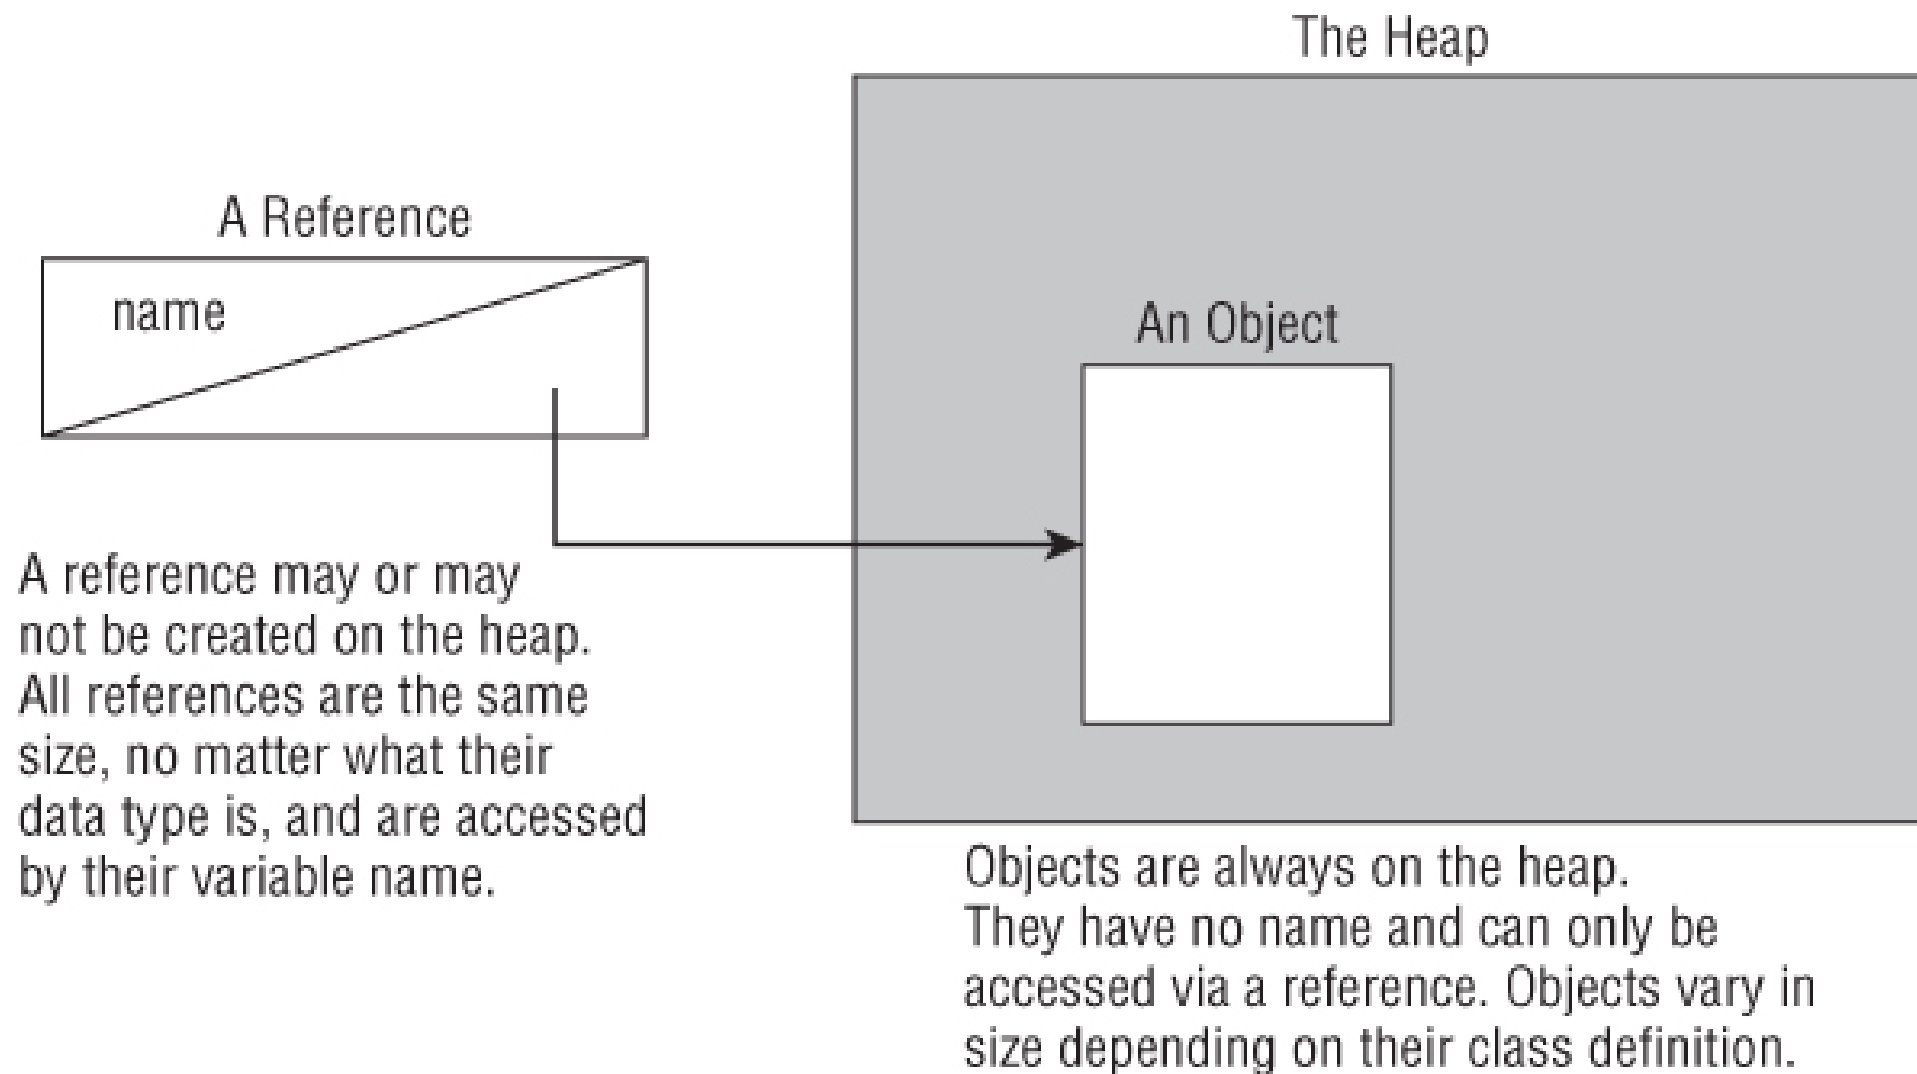 The Heap
A Reference
name
An Object
A reference may or may
not be created on the heap.
All references are the same
size, no matter what their
data type is, and are accessed
by their variable name.
Objects are always on the heap.
They have no name and can only be
accessed via a reference. Objects vary in
size depending on their class definition.